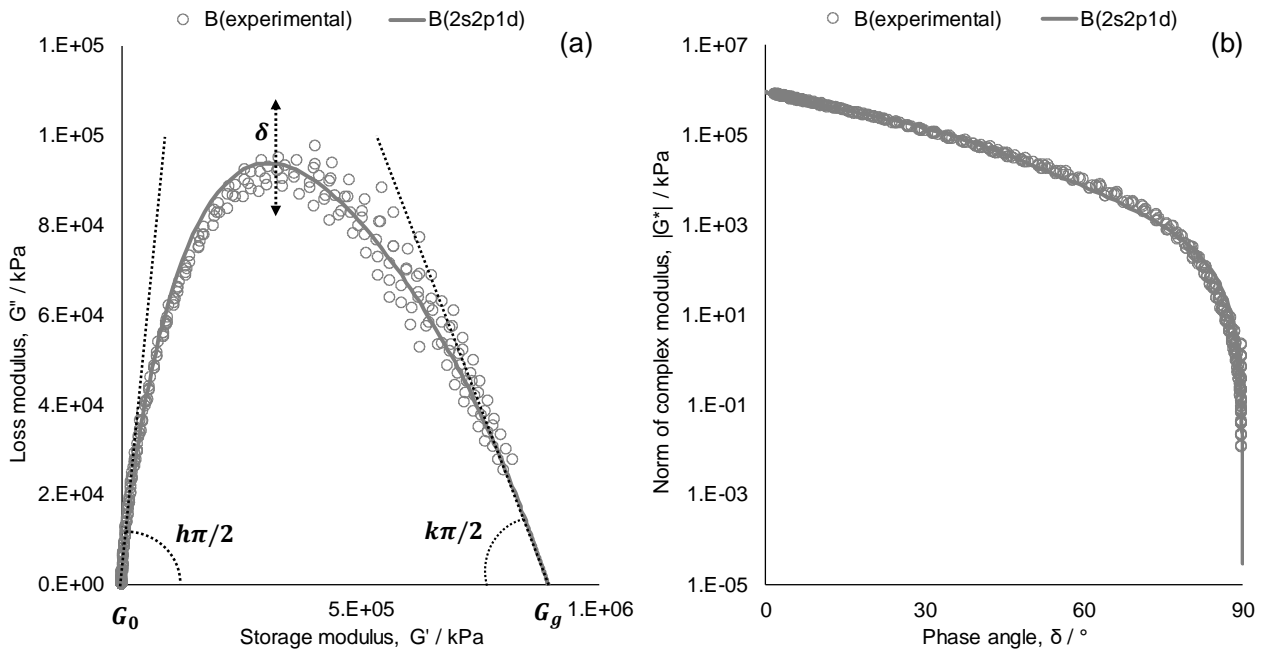 B(experimental) B(2s2p1d)
(a)
1.E+05
1.E+05
8.E+04
6.E+04
4.E+04
2.E+04
0.E+00
Loss modulus, G" / kPa
δ
hπ/2
kπ/2
G₀
5.E+05
G_g
1.E+06
Storage modulus, G' / kPa
B(experimental) B(2s2p1d)
(b)
1.E+07
1.E+05
1.E+03
1.E+01
1.E-01
1.E-03
1.E-05
Norm of complex modulus, |G*| / kPa
0
30
60
90
Phase angle, δ / °